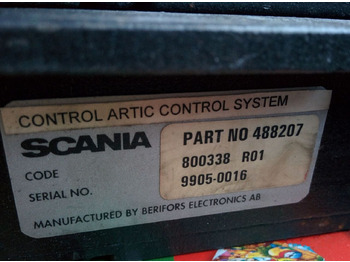 CONTROL ARTIC CONTROL SYSTEM
SCANIA PART NO 488207
CODE 800338 R01
SERIAL NO. 9905-0016
MANUFACTURED BY BERIFORS ELECTRONICS AB